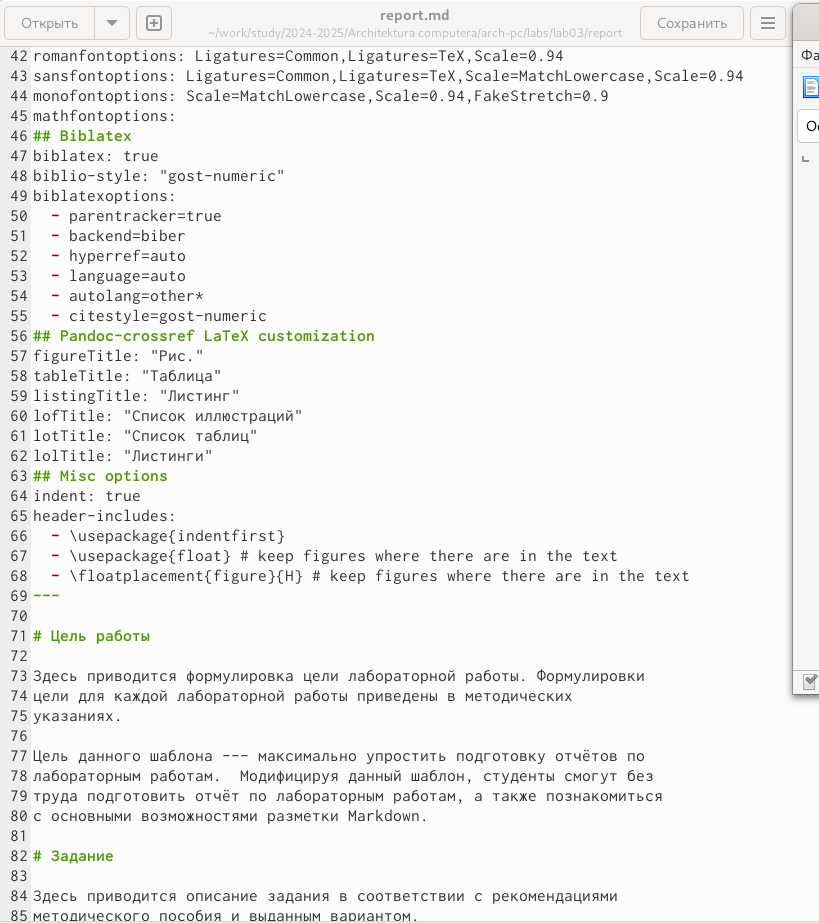 Открыть
report.md
~/work/study/2024-2025/Architektura computera/arch-pc/labs/lab03/report
Сохранить
42 romanfontoptions: Ligatures=Common,Ligatures=TeX,Scale=0.94
43 sansfontoptions: Ligatures=Common,Ligatures=TeX,Scale=MatchLowercase,Scale=0.94
44 monofontoptions: Scale=MatchLowercase,Scale=0.94,FakeStretch=0.9
45 mathfontoptions:
46 ## Biblatex
47 biblatex: true
48 biblio-style: "gost-numeric"
49 biblatexoptions:
50   - parentracker=true
51   - backend=biber
52   - hyperref=auto
53   - language=auto
54   - autolang=other*
55   - citestyle=gost-numeric
56 ## Pandoc-crossref LaTeX customization
57 figureTitle: "Рис."
58 tableTitle: "Таблица"
59 listingTitle: "Листинг"
60 lofTitle: "Список иллюстраций"
61 lotTitle: "Список таблиц"
62 lolTitle: "Листинги"
63 ## Misc options
64 indent: true
65 header-includes:
66   - \usepackage{indentfirst}
67   - \usepackage{float} # keep figures where there are in the text
68   - \floatplacement{figure}{H} # keep figures where there are in the text
69 ---
70
71 # Цель работы
72
73 Здесь приводится формулировка цели лабораторной работы. Формулировки
74 цели для каждой лабораторной работы приведены в методических
75 указаниях.
76
77 Цель данного шаблона --- максимально упростить подготовку отчётов по
78 лабораторным работам.  Модифицируя данный шаблон, студенты смогут без
79 труда подготовить отчёт по лабораторным работам, а также познакомиться
80 с основными возможностями разметки Markdown.
81
82 # Задание
83
84 Здесь приводится описание задания в соответствии с рекомендациями
85 методического пособия и выданным вариантом.